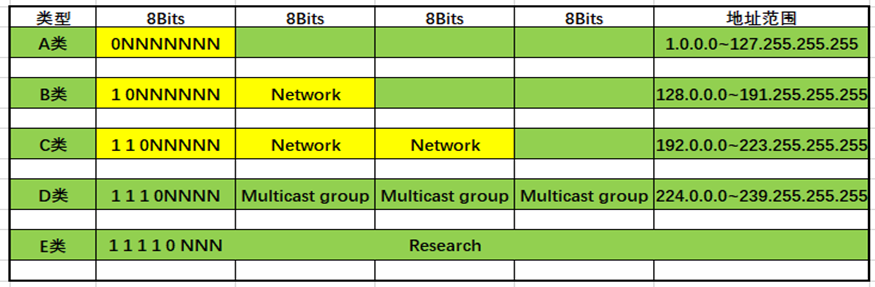 类型 8Bits 8Bits 8Bits 8Bits 地址范围
A类 0NNNNNNN 1.0.0.0~127.255.255.255
B类 1 0NNNNNN Network 128.0.0.0~191.255.255.255
C类 1 1 0NNNNN Network Network 192.0.0.0~223.255.255.255
D类 1 1 1 0NNNN Multicast group Multicast group Multicast group 224.0.0.0~239.255.255.255
E类 1 1 1 1 0 NNN Research